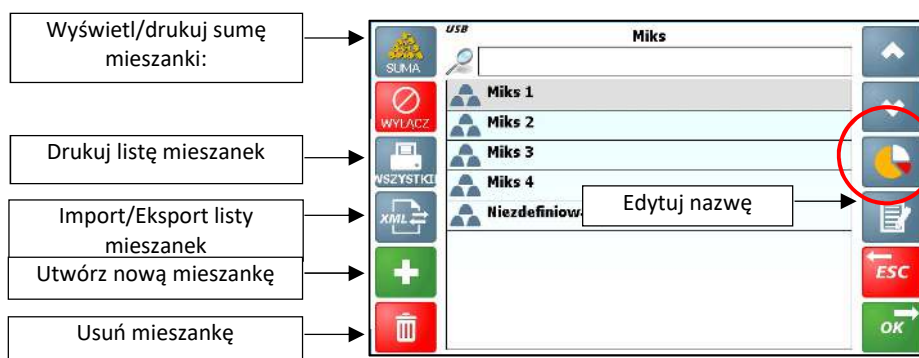 Wyświetl/drukuj sumę
mieszanki:
Drukuj listę mieszanek
Import/Eksport listy
mieszanek
Utwórz nową mieszankę
Usuń mieszankę
SUMA
WYŁĄCZ
WSZYSTKIE
XML
USB
Miks
Miks 1
Miks 2
Miks 3
Miks 4
Niezdefiniow
Edytuj nazwę
ESC
OK